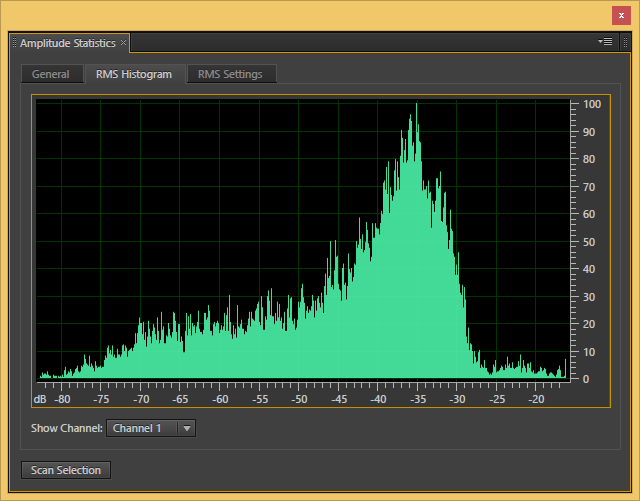 x
Amplitude Statistics ×
General RMS Histogram RMS Settings
100
90
80
70
60
50
40
30
20
10
0
dB -80 -75 -70 -65 -60 -55 -50 -45 -40 -35 -30 -25 -20
Show Channel: Channel 1
Scan Selection